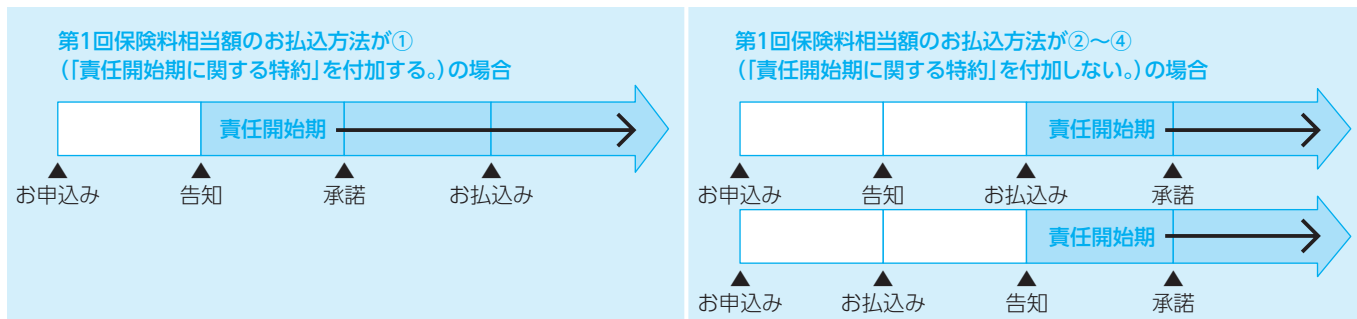 第1回保険料相当額のお払込方法が①
(「責任開始期に関する特約」を付加する。)の場合
責任開始期
お申込み 告知 承諾 お払込み
第1回保険料相当額のお払込方法が②～④
(「責任開始期に関する特約」を付加しない。)の場合
責任開始期
お申込み 告知 お払込み 承諾
責任開始期
お申込み お払込み 告知 承諾